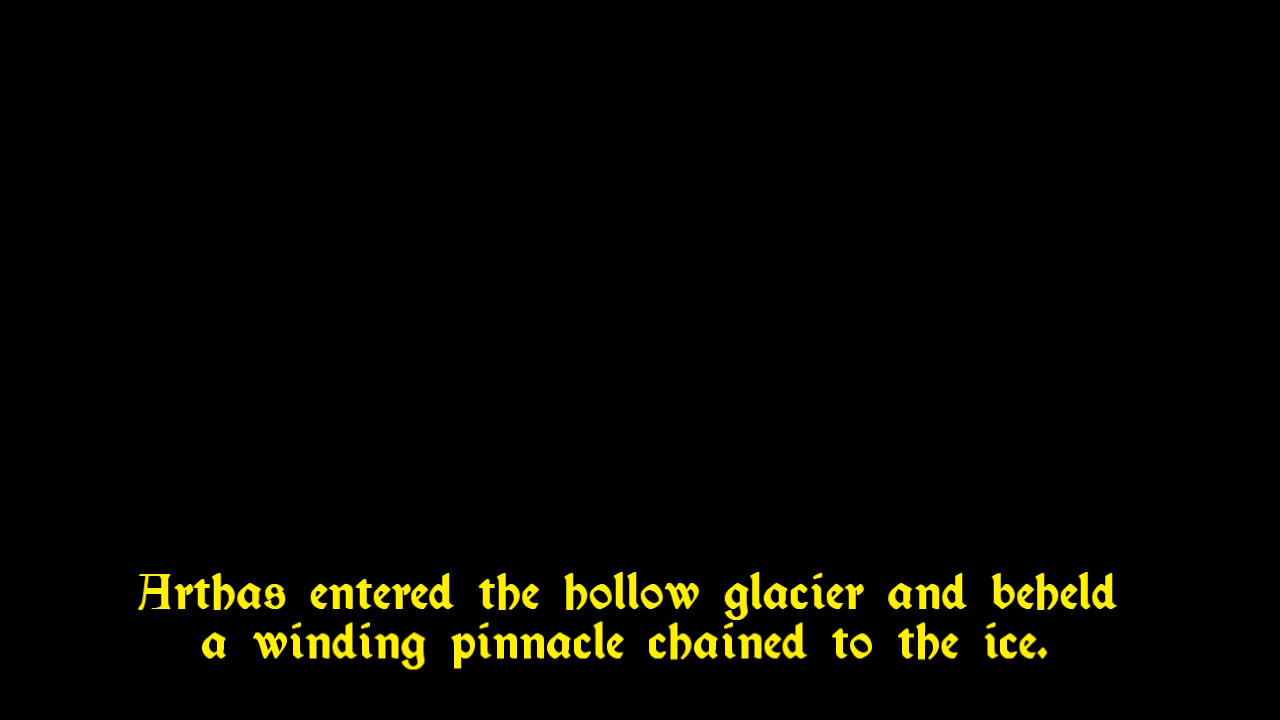 Arthas entered the hollow glacier and beheld
a winding pinnacle chained to the ice.